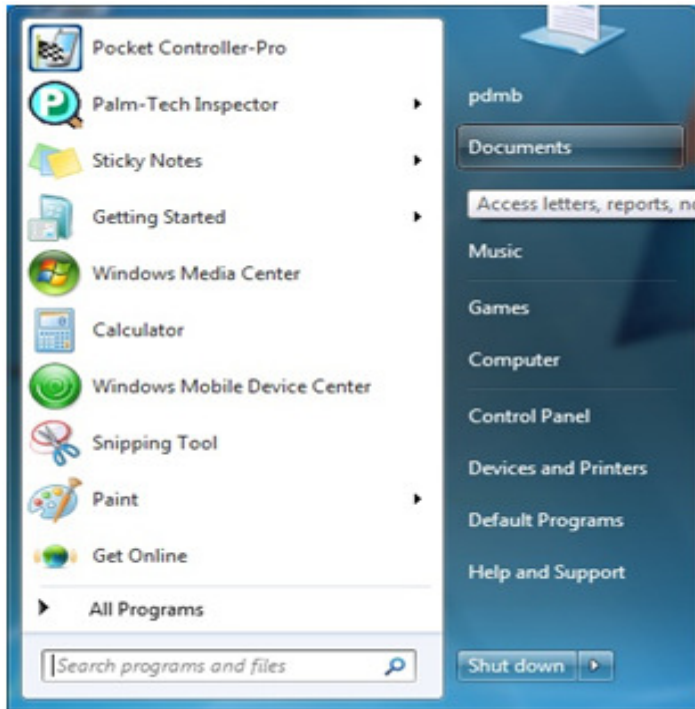 Pocket Controller-Pro
Palm-Tech Inspector
Sticky Notes
Getting Started
Windows Media Center
Calculator
Windows Mobile Device Center
Snipping Tool
Paint
Get Online
All Programs
Search programs and files
pdmb
Documents
Access letters, reports,
Music
Games
Computer
Control Panel
Devices and Printers
Default Programs
Help and Support
Shut down